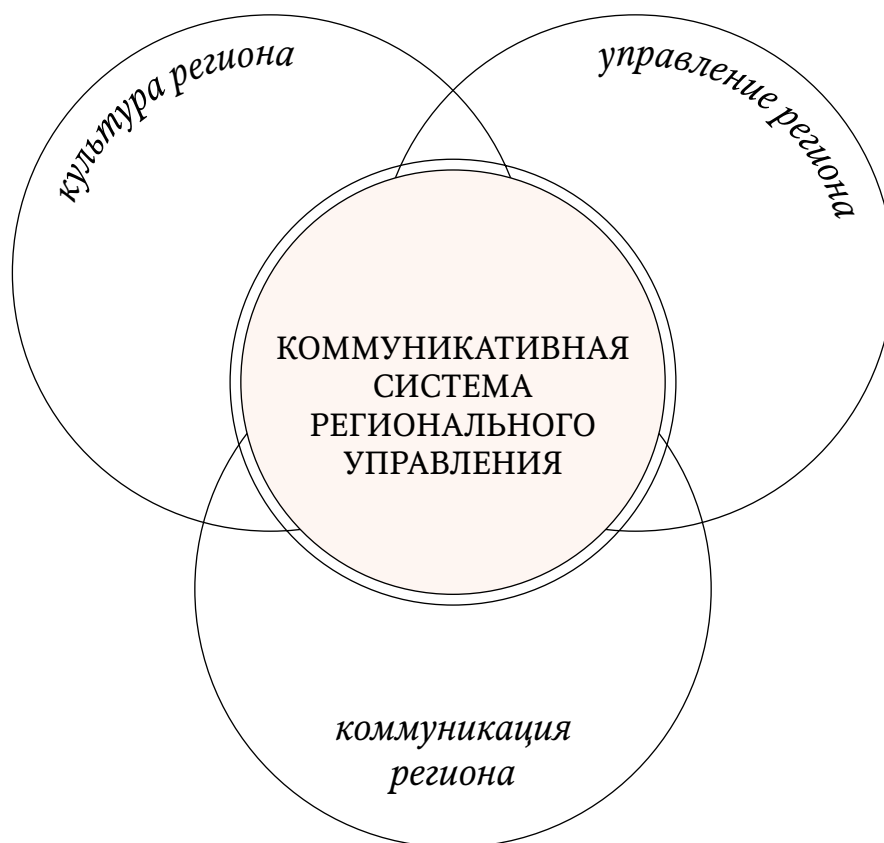 культура региона
управление региона
КОММУНИКАТИВНАЯ
СИСТЕМА
РЕГИОНАЛЬНОГО
УПРАВЛЕНИЯ
коммуникация
региона